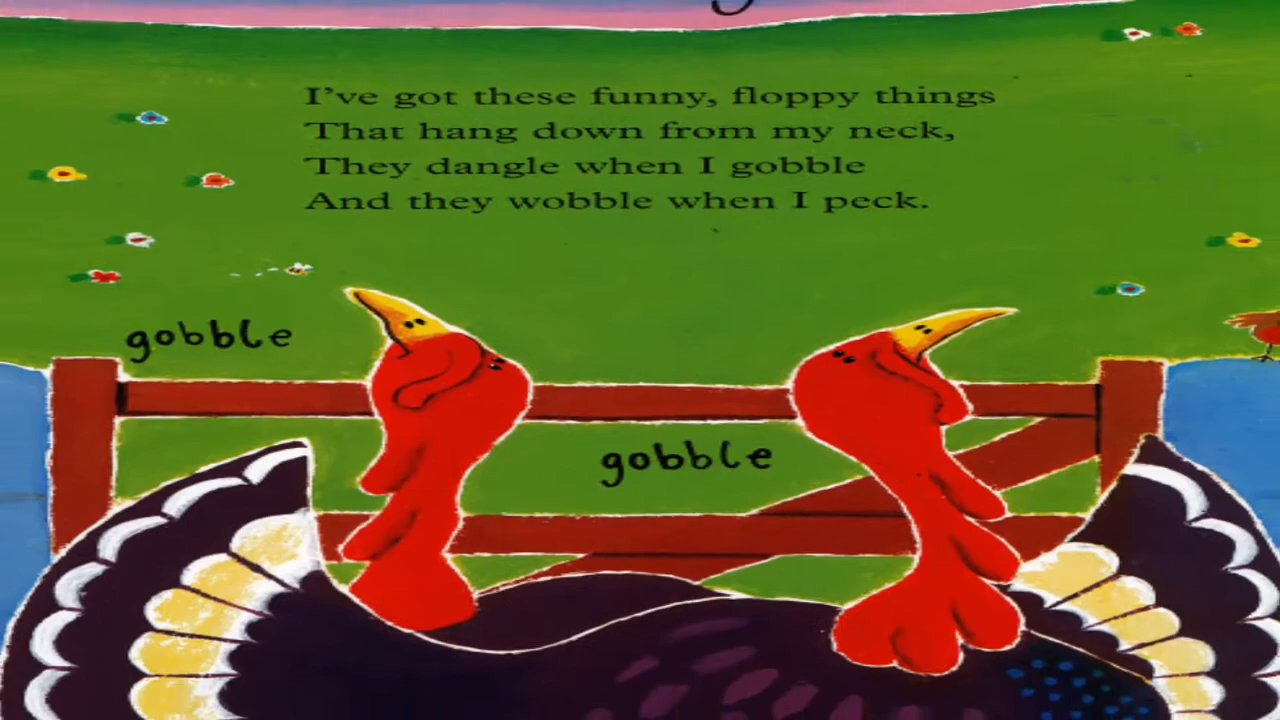 I've got these funny, floppy things
That hang down from my neck,
They dangle when I gobble
And they wobble when I peck.
gobble
gobble